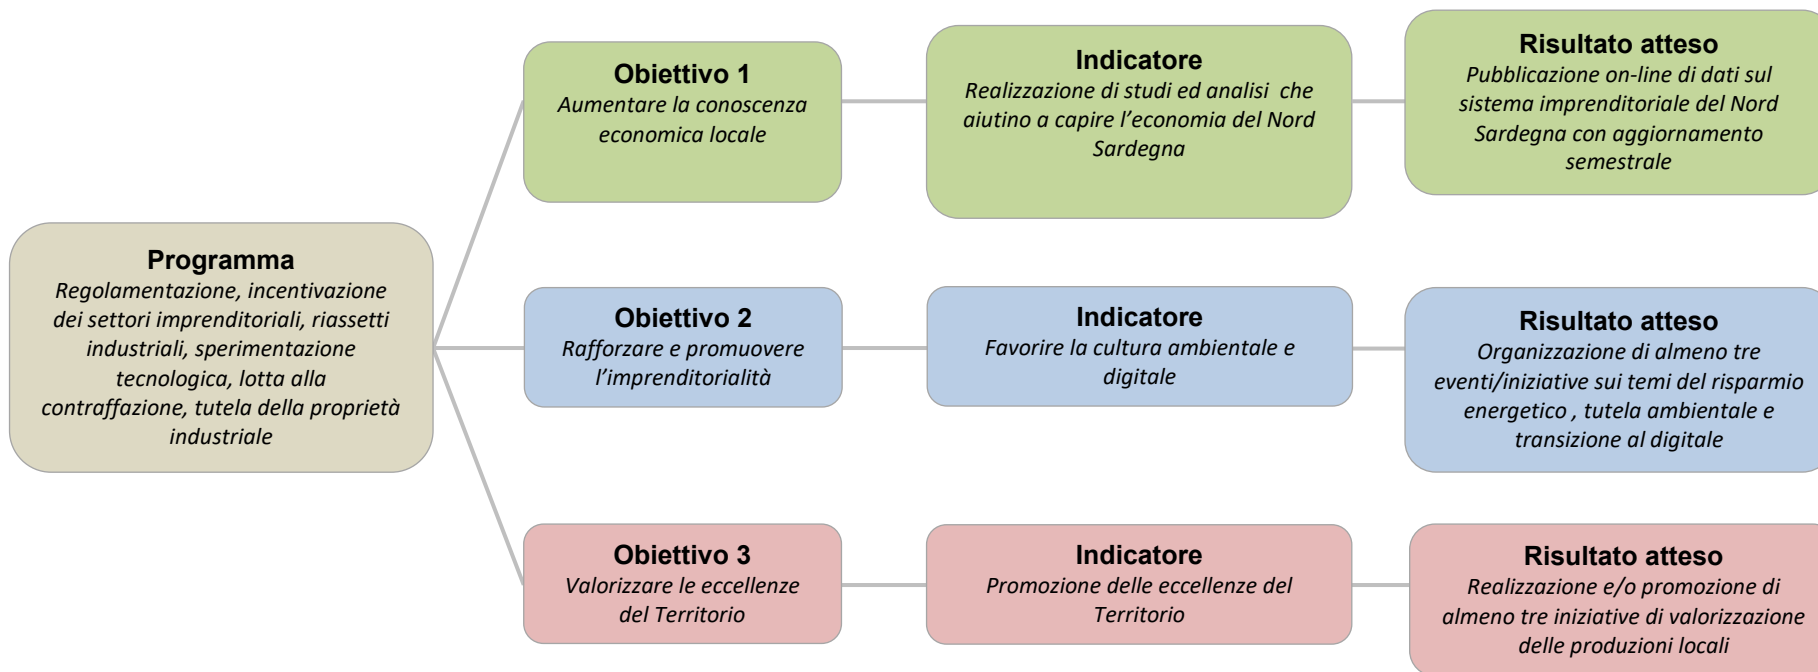 Programma
Regolamentazione, incentivazione
dei settori imprenditoriali, riassetti
industriali, sperimentazione
tecnologica, lotta alla
contraffazione, tutela della proprietà
industriale
Obiettivo 1
Aumentare la conoscenza
economica locale
Indicatore
Realizzazione di studi ed analisi che
aiutino a capire l’economia del Nord
Sardegna
Risultato atteso
Pubblicazione on-line di dati sul
sistema imprenditoriale del Nord
Sardegna con aggiornamento
semestrale
Obiettivo 2
Rafforzare e promuovere
l’imprenditorialità
Indicatore
Favorire la cultura ambientale e
digitale
Risultato atteso
Organizzazione di almeno tre
eventi/iniziative sui temi del risparmio
energetico , tutela ambientale e
transizione al digitale
Obiettivo 3
Valorizzare le eccellenze
del Territorio
Indicatore
Promozione delle eccellenze del
Territorio
Risultato atteso
Realizzazione e/o promozione di
almeno tre iniziative di valorizzazione
delle produzioni locali